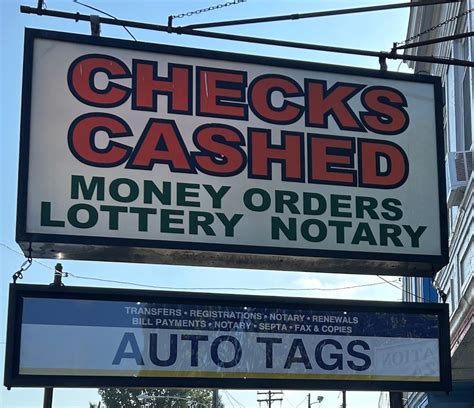 CHECKS
CASHED
MONEY ORDERS
LOTTERY NOTARY
TRANSFERS • REGISTRATIONS • NOTARY • RENEWALS
BILL PAYMENTS • NOTARY • SEPTA • FAX & COPIES
AUTO TAGS